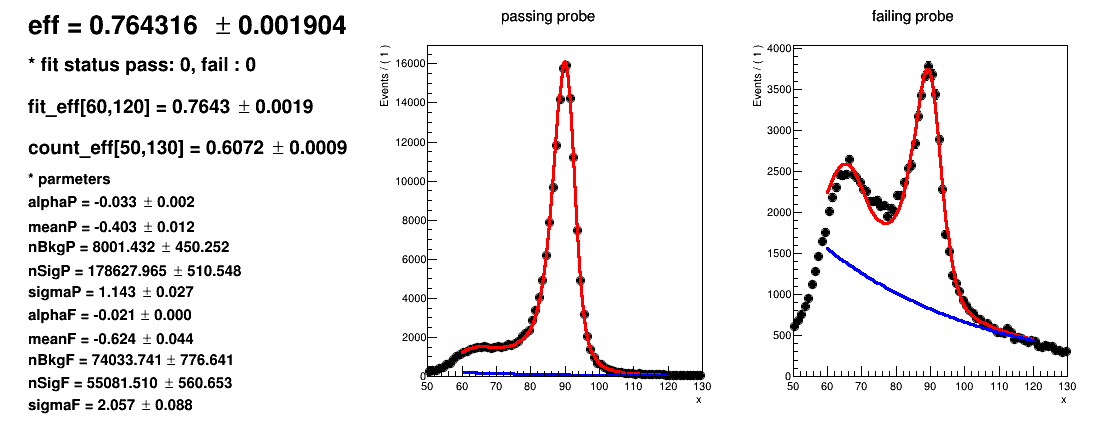 eff = 0.764316 ± 0.001904
* fit status pass: 0, fail : 0
fit_eff[60,120] = 0.7643 ± 0.0019
count_eff[50,130] = 0.6072 ± 0.0009
* parmeters
alphaP = -0.033 ± 0.002
meanP = -0.403 ± 0.012
nBkgP = 8001.432 ± 450.252
nSigP = 178627.965 ± 510.548
sigmaP = 1.143 ± 0.027
alphaF = -0.021 ± 0.000
meanF = -0.624 ± 0.044
nBkgF = 74033.741 ± 776.641
nSigF = 55081.510 ± 560.653
sigmaF = 2.057 ± 0.088
passing probe
Events / ( 1 )
16000
14000
12000
10000
8000
6000
4000
2000
0
50 60 70 80 90 100 110 120 130
x
failing probe
Events / ( 1 )
4000
3500
3000
2500
2000
1500
1000
500
0
50 60 70 80 90 100 110 120 130
x